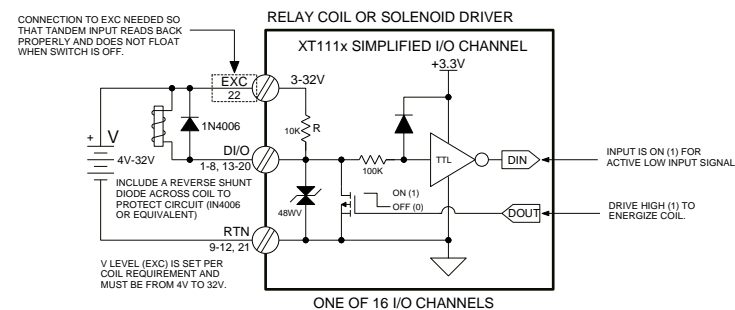 CONNECTION TO EXC NEEDED SO
THAT TANDEM INPUT READS BACK
PROPERLY AND DOES NOT FLOAT
WHEN SWITCH IS OFF.
RELAY COIL OR SOLENOID DRIVER
XT111x SIMPLIFIED I/O CHANNEL
+3.3V
EXC
22
3-32V
1N4006
10K
R
+
V
4V-32V
DI/O
1-8, 13-20
100K
TTL
DIN
INPUT IS ON (1) FOR
ACTIVE LOW INPUT SIGNAL
INCLUDE A REVERSE SHUNT
DIODE ACROSS COIL TO
PROTECT CIRCUIT (IN4006
OR EQUIVALENT)
48WV
ON (1)
OFF (0)
DOUT
DRIVE HIGH (1) TO
ENERGIZE COIL.
RTN
9-12, 21
V LEVEL (EXC) IS SET PER
COIL REQUIREMENT AND
MUST BE FROM 4V TO 32V.
ONE OF 16 I/O CHANNELS